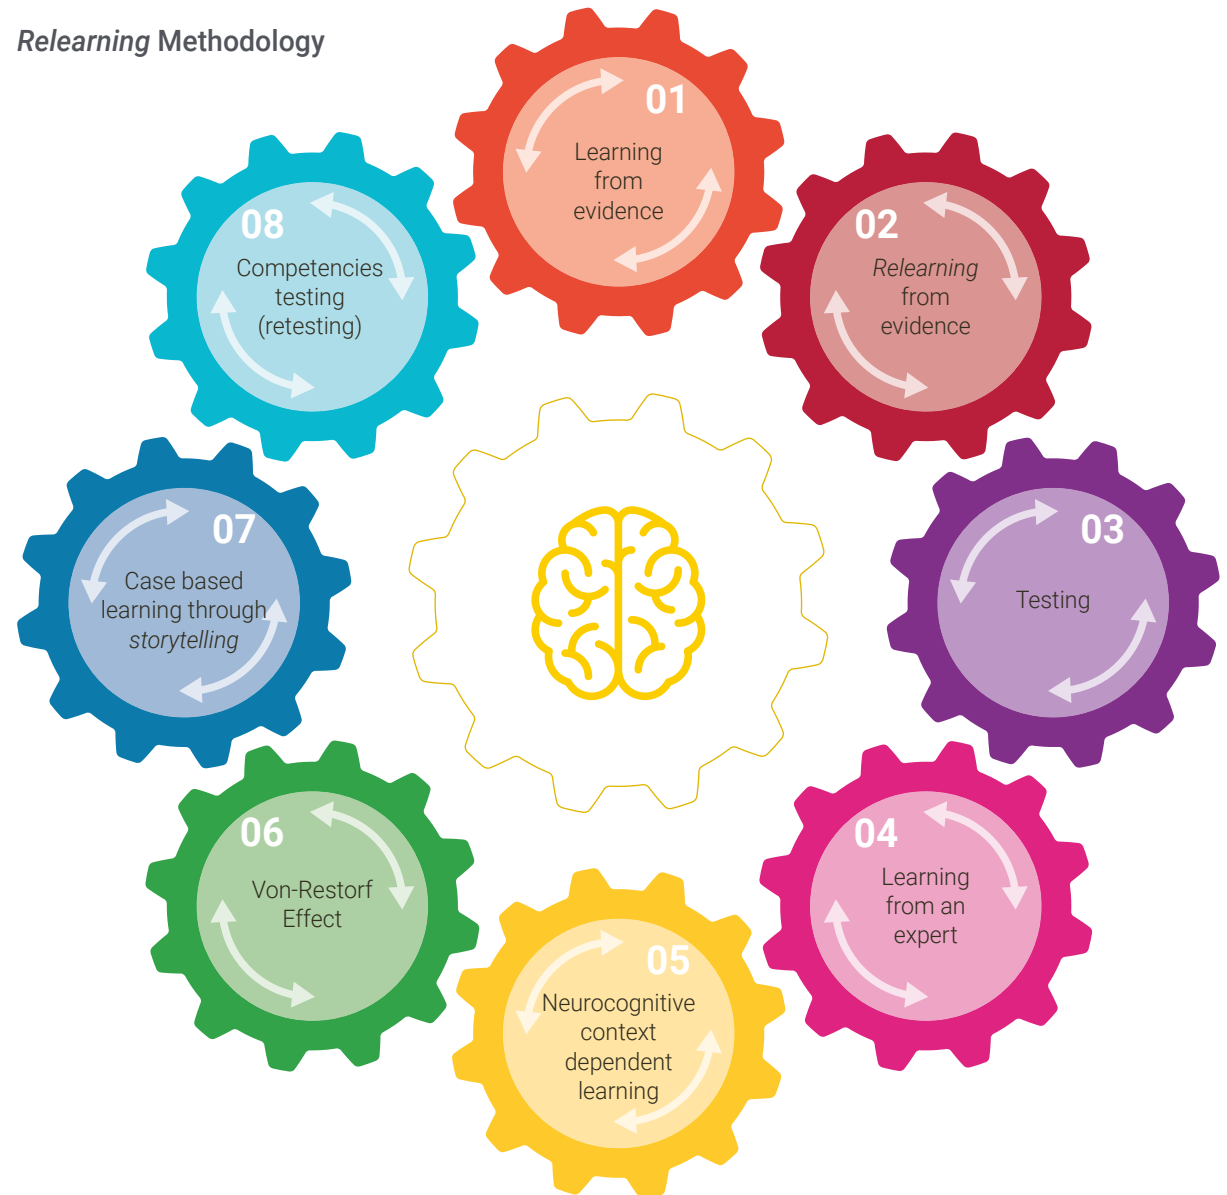 Relearning Methodology
01
Learning
from
evidence
02
Relearning
from
evidence
03
Testing
04
Learning
from an
expert
05
Neurocognitive
context
dependent
learning
06
Von-Restorf
Effect
07
Case based
learning through
storytelling
08
Competencies
testing
(retesting)